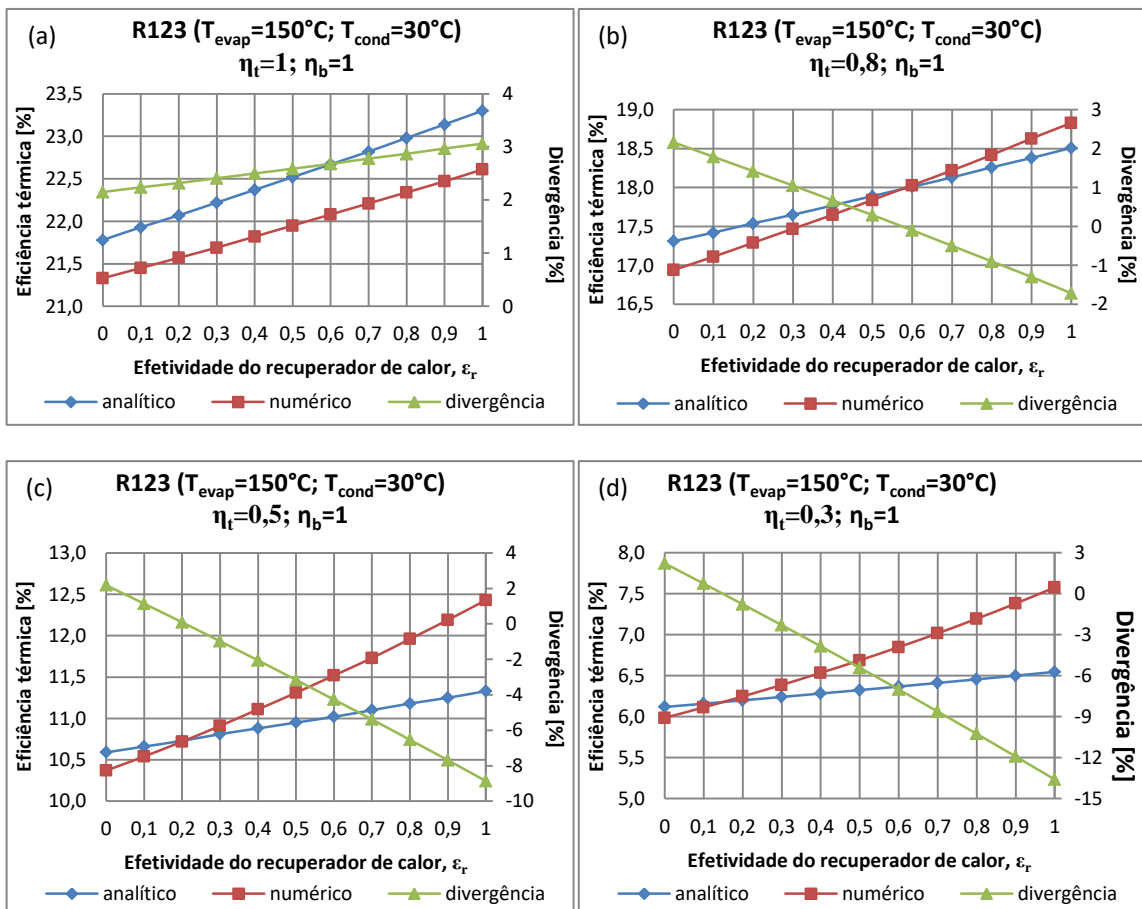 (a) R123 (Tevap=150°C; Tcond=30°C)
ηt=1; ηb=1
Eficiência térmica [%]
23,5
23,0
22,5
22,0
21,5
21,0
4
3
2
1
0
Divergência [%]
0 0,1 0,2 0,3 0,4 0,5 0,6 0,7 0,8 0,9 1
Efetividade do recuperador de calor, εr
analítico numérico divergência
(b) R123 (Tevap=150°C; Tcond=30°C)
ηt=0,8; ηb=1
Eficiência térmica [%]
19,0
18,5
18,0
17,5
17,0
16,5
3
2
1
0
-1
-2
Divergência [%]
0 0,1 0,2 0,3 0,4 0,5 0,6 0,7 0,8 0,9 1
Efetividade do recuperador de calor, εr
analítico numérico divergência
(c) R123 (Tevap=150°C; Tcond=30°C)
ηt=0,5; ηb=1
Eficiência térmica [%]
13,0
12,5
12,0
11,5
11,0
10,5
10,0
4
2
0
-2
-4
-6
-8
-10
Divergência [%]
0 0,1 0,2 0,3 0,4 0,5 0,6 0,7 0,8 0,9 1
Efetividade do recuperador de calor, εr
analítico numérico divergência
(d) R123 (Tevap=150°C; Tcond=30°C)
ηt=0,3; ηb=1
Eficiência térmica [%]
8,0
7,5
7,0
6,5
6,0
5,5
5,0
3
0
-3
-6
-9
-12
-15
Divergência [%]
0 0,1 0,2 0,3 0,4 0,5 0,6 0,7 0,8 0,9 1
Efetividade do recuperador de calor, εr
analítico numérico divergência